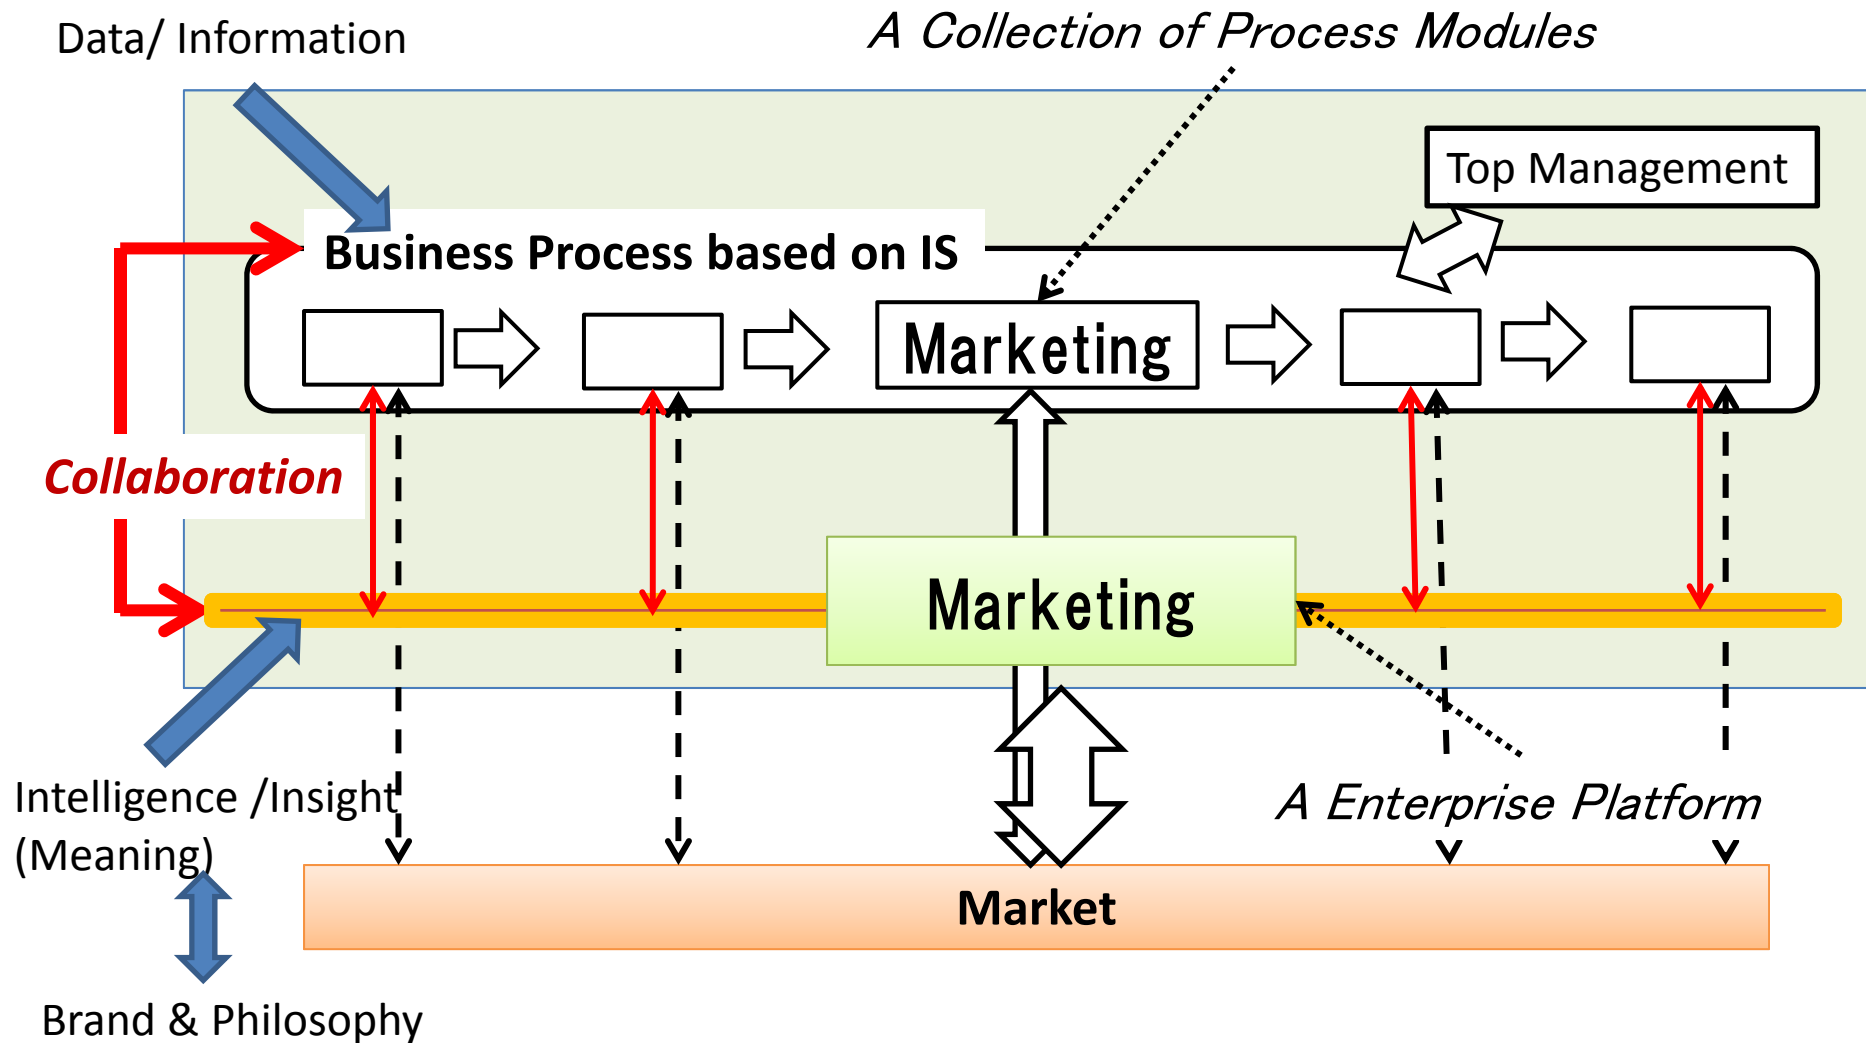 Data/ Information
A Collection of Process Modules
Top Management
Business Process based on IS
Marketing
Collaboration
Marketing
Intelligence /Insight
(Meaning)
A Enterprise Platform
Market
Brand & Philosophy